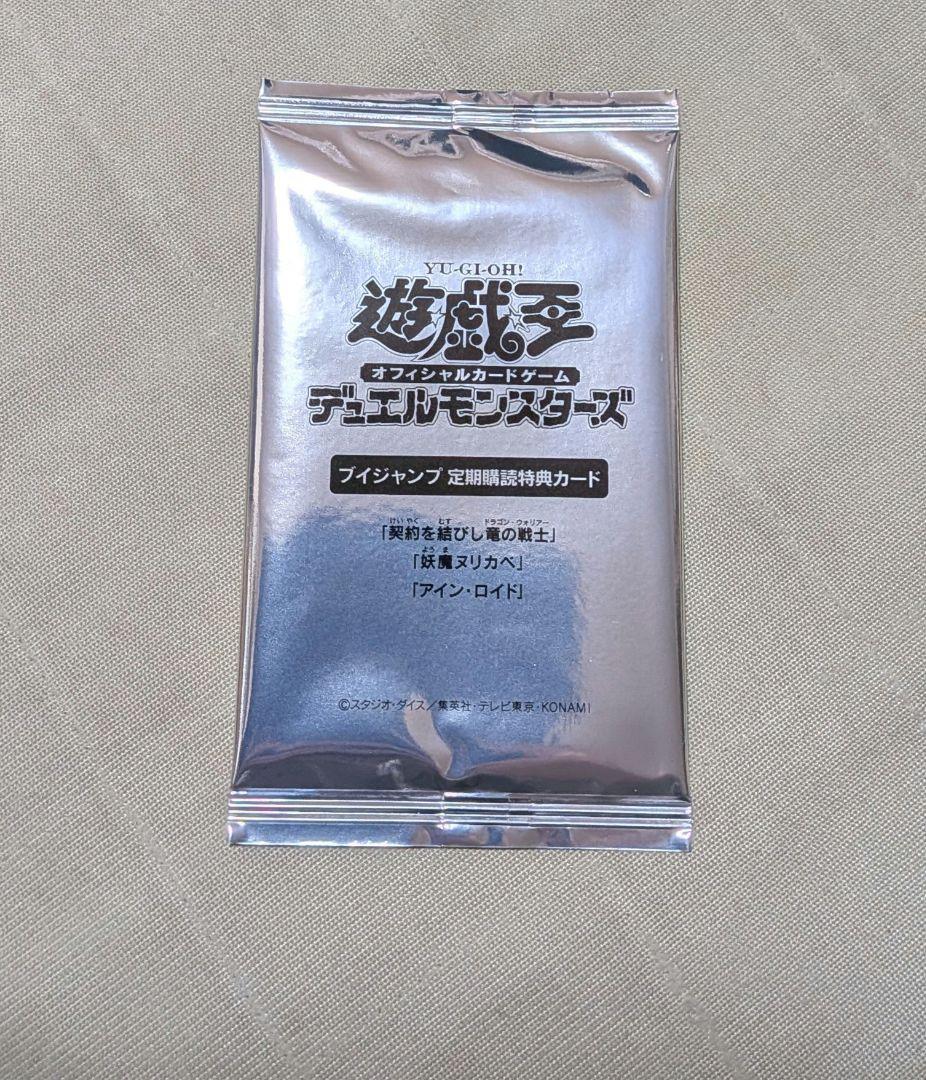 YU-GI-OH!
遊戯王
オフィシャルカードゲーム
デュエルモンスターズ
ブイジャンプ 定期購読特典カード
けいやく むす ドラゴン・ウォリアー
「契約を結びし竜の戦士」
ようま
「妖魔ヌリカベ」
「アイン・ロイド」
©スタジオ・ダイス／集英社・テレビ東京・KONAMI